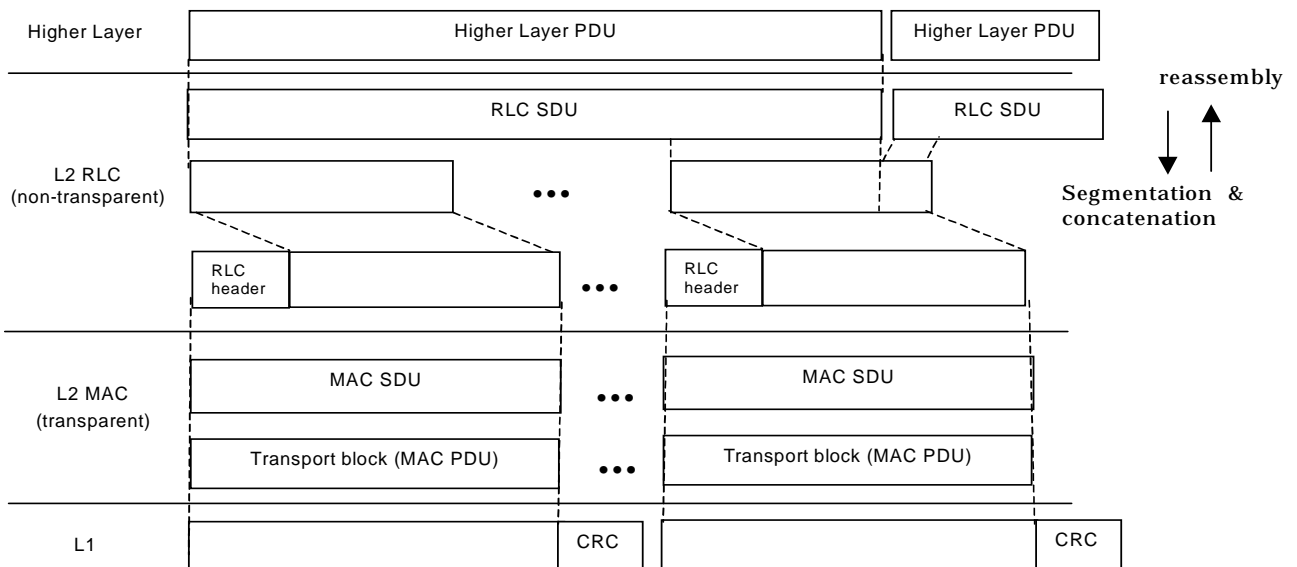 Higher Layer
Higher Layer PDU
Higher Layer PDU
reassembly
RLC SDU
RLC SDU
L2 RLC
(non-transparent)
Segmentation &
concatenation
RLC
header
RLC
header
L2 MAC
(transparent)
MAC SDU
MAC SDU
Transport block (MAC PDU)
Transport block (MAC PDU)
L1
CRC
CRC